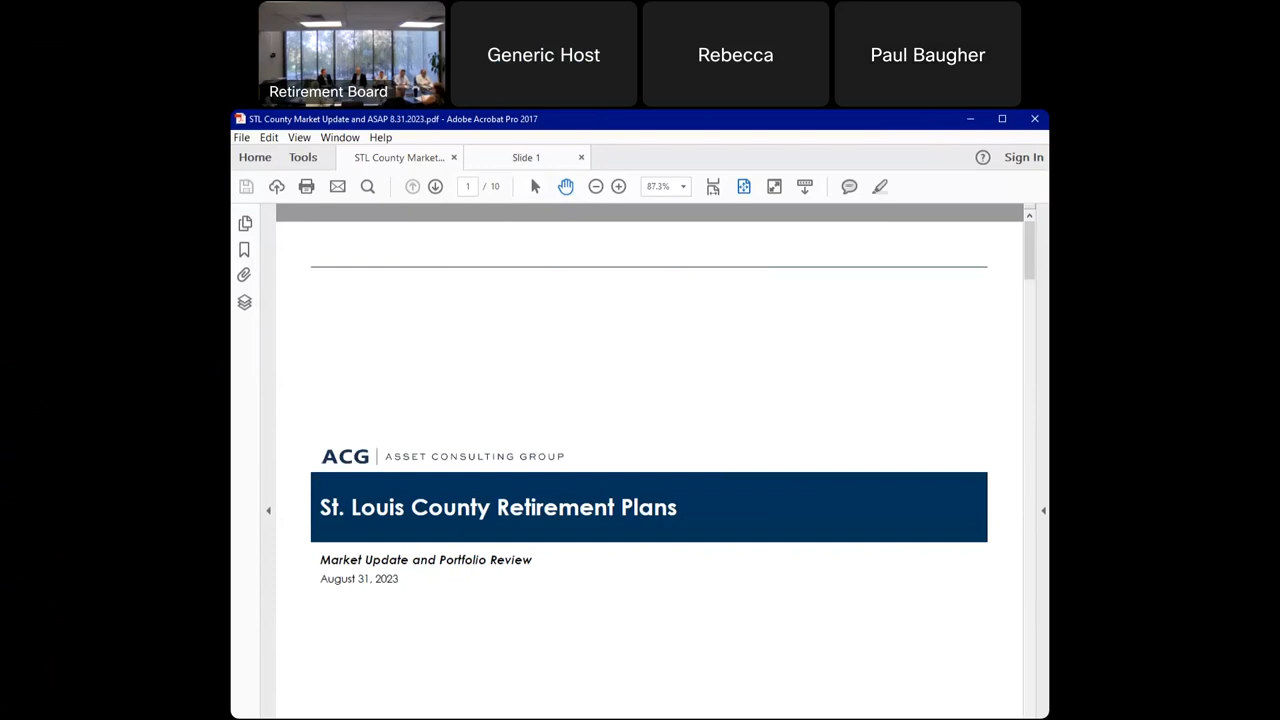 Retirement Board
Generic Host
Rebecca
Paul Baugher
STL County Market Update and ASAP 8.31.2023.pdf - Adobe Acrobat Pro 2017
File Edit View Window Help
Home Tools STL County Market... × Slide 1 × ? Sign In
1 / 10 87.3%
ACG | ASSET CONSULTING GROUP
St. Louis County Retirement Plans
Market Update and Portfolio Review
August 31, 2023